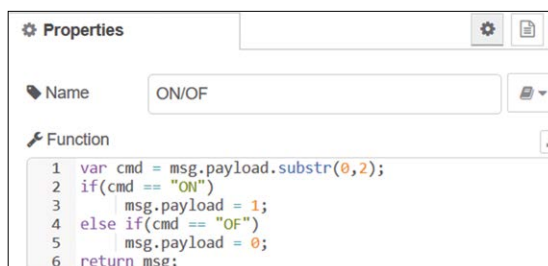 Properties
Name
ON/OF
Function
1 var cmd = msg.payload.substr(0,2);
2 if(cmd == "ON")
3 msg.payload = 1;
4 else if(cmd == "OF")
5 msg.payload = 0;
6 return msg;